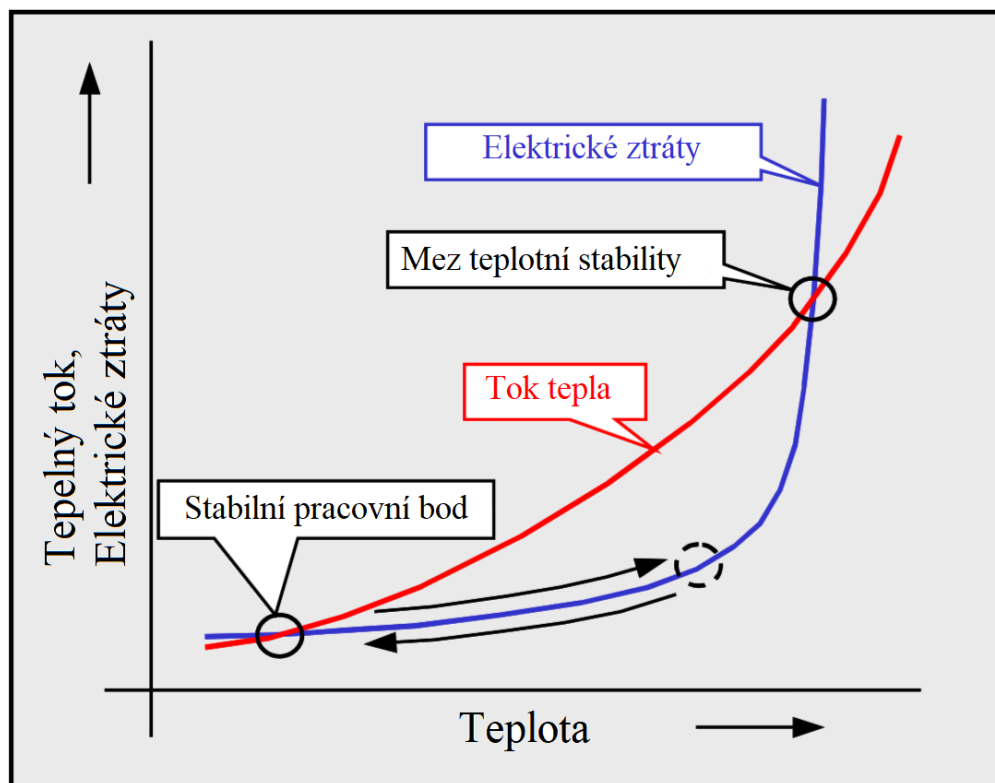 Elektrické ztráty
Mez teplotní stability
Tok tepla
Stabilní pracovní bod
Tepelný tok,
Elektrické ztráty
Teplota